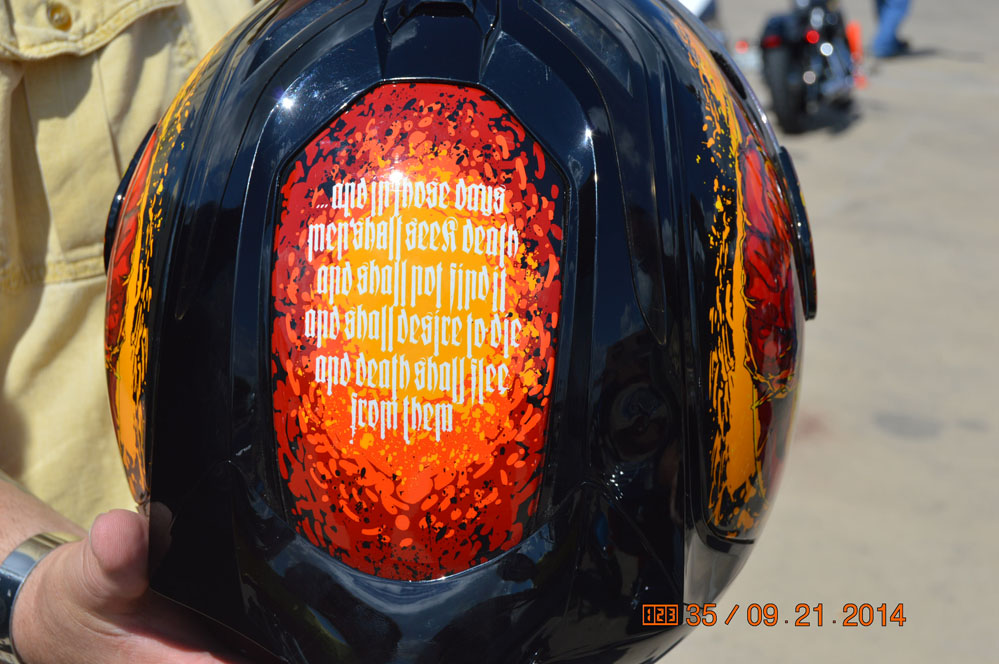 ...and in those days
men shall seek death
and shall not find it
and shall desire to die
and death shall flee
from them
123 35 / 09.21.2014